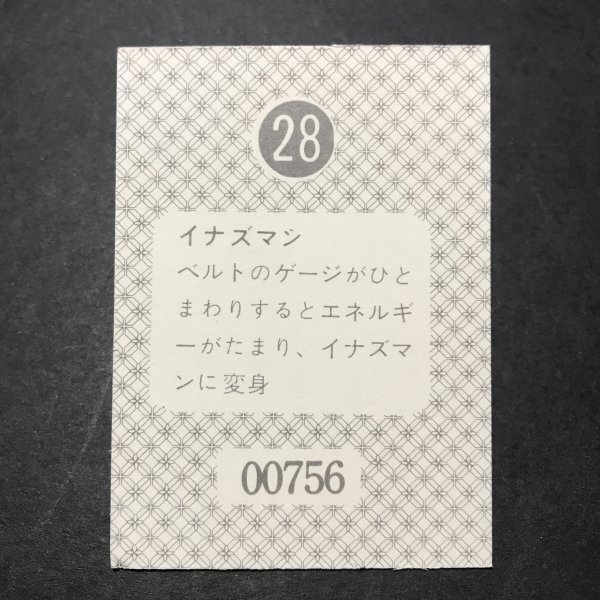 28
イナズマン
ベルトのゲージがひと
まわりするとエネルギ
ーがたまり、イナズマ
ンに変身
00756